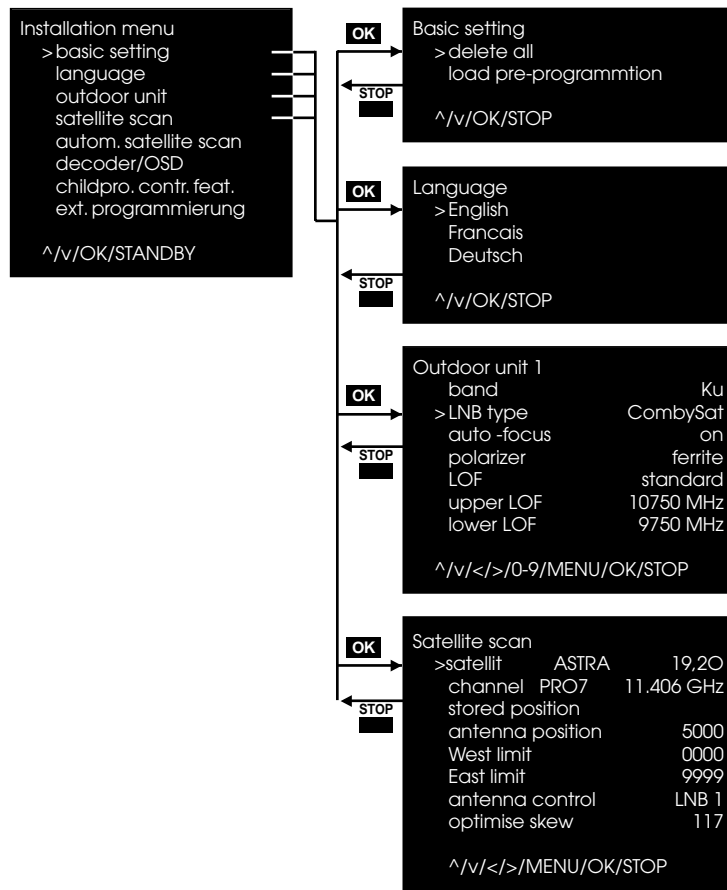 Installation menu
>basic setting
language
outdoor unit
satellite scan
autom. satellite scan
decoder/OSD
childpro. contr. feat.
ext. programmierung
^/v/OK/STANDBY
OK
STOP
Basic setting
>delete all
load pre-programmtion
^/v/OK/STOP
OK
STOP
Language
>English
Francais
Deutsch
^/v/OK/STOP
OK
STOP
Outdoor unit 1
band Ku
>LNB type CombySat
auto -focus on
polarizer ferrite
LOF standard
upper LOF 10750 MHz
lower LOF 9750 MHz
^/v/</>/0-9/MENU/OK/STOP
OK
STOP
Satellite scan
>satellit ASTRA 19,2O
channel PRO7 11.406 GHz
stored position
antenna position 5000
West limit 0000
East limit 9999
antenna control LNB 1
optimise skew 117
^/v/</>/MENU/OK/STOP